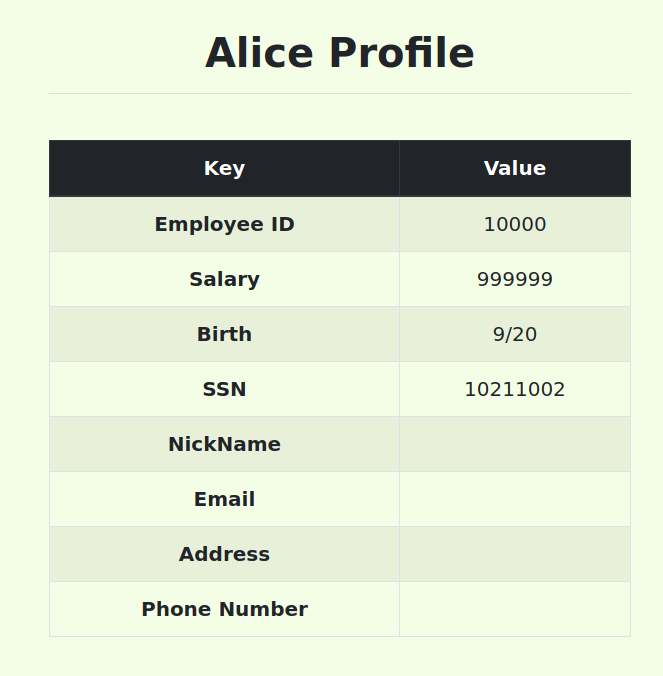 Alice Profile
Key Value
Employee ID 10000
Salary 999999
Birth 9/20
SSN 10211002
NickName
Email
Address
Phone Number